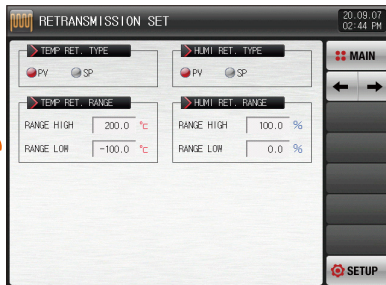 RETRANSMISSION SET
20.09.07
02:44 PM
TEMP RET. TYPE
PV SP
HUMI RET. TYPE
PV SP
MAIN
TEMP RET. RANGE
RANGE HIGH 200.0 ℃
RANGE LOW -100.0 ℃
HUMI RET. RANGE
RANGE HIGH 100.0 %
RANGE LOW 0.0 %
SETUP